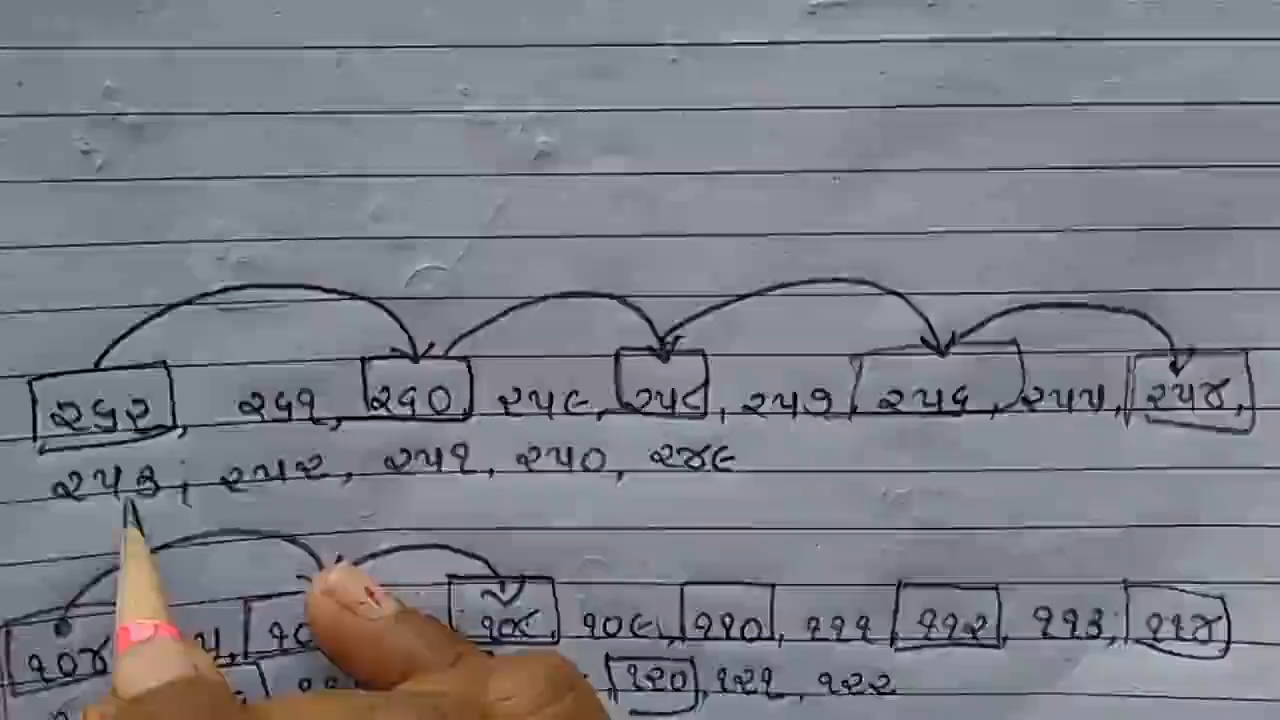 ૨૬૨, ૨૬૧, ૨૬૦, ૨૫૯, ૨૫૮, ૨૫૭, ૨૫૬, ૨૫૫, ૨૫૪,
૨૫૩, ૨૫૨, ૨૫૧, ૨૫૦, ૨૪૯
૧૦૪ ૧૦૮, ૧૦૯, ૧૧૦, ૧૧૧, ૧૧૨, ૧૧૩, ૧૧૪
૧૨૦, ૧૨૧, ૧૨૨